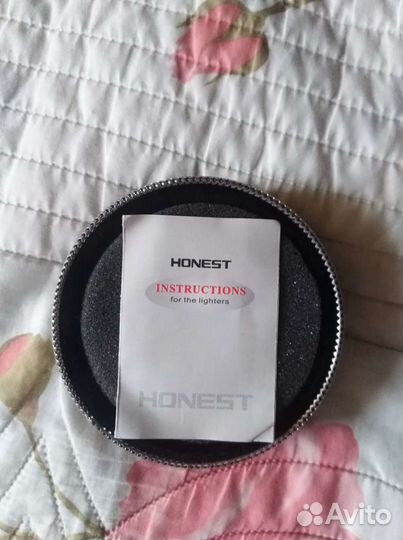 HONEST
INSTRUCTIONS
for the lighters
HONEST
Avito